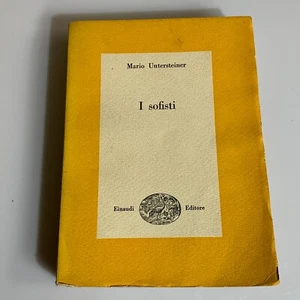 Mario Untersteiner
I sofisti
Einaudi Editore